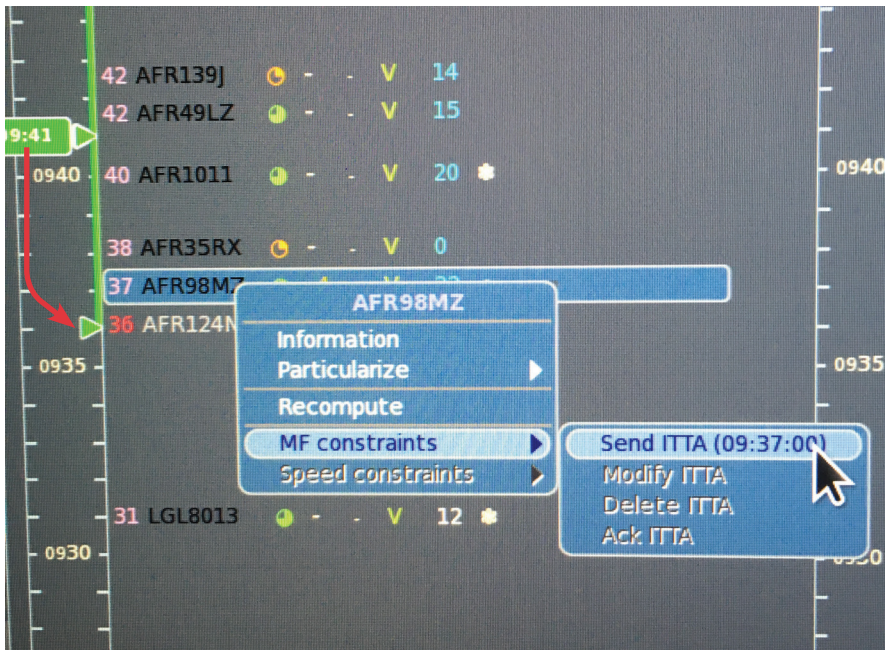 42 AFR139J - - V 14
42 AFR49LZ - - V 15
9:41
0940 40 AFR1011 - - V 20 0940
38 AFR35RX - - V 0
37 AFR98MZ
AFR98MZ
36 AFR124
Information
0935 Particularize 0935
Recompute
MF constraints Send ITTA (09:37:00)
Speed constraints Modify ITTA
Delete ITTA
31 LGL8013 - - V 12
Ack ITTA
0930